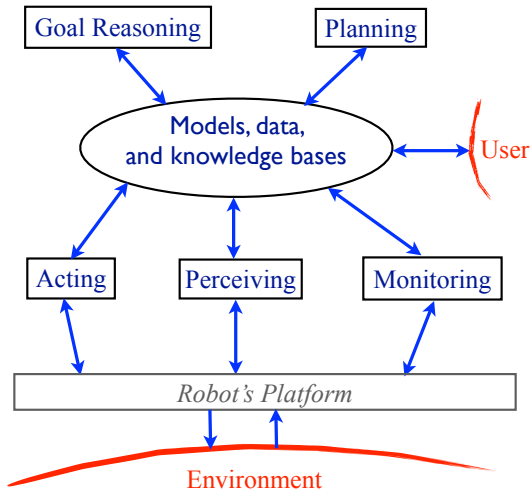 Goal Reasoning
Planning
Models, data,
and knowledge bases
User
Acting
Perceiving
Monitoring
Robot's Platform
Environment